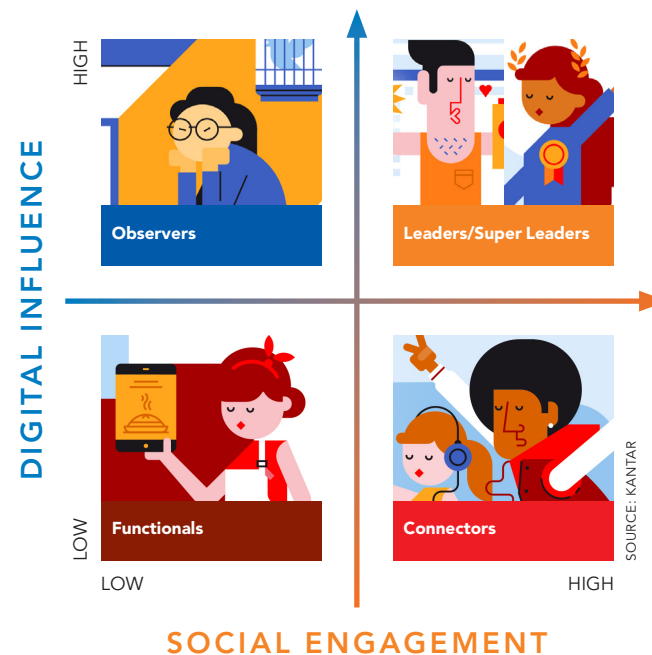 HIGH
DIGITAL INFLUENCE
Observers
Leaders/Super Leaders
Functionals
Connectors
SOURCE: KANTAR
LOW
LOW
HIGH
SOCIAL ENGAGEMENT